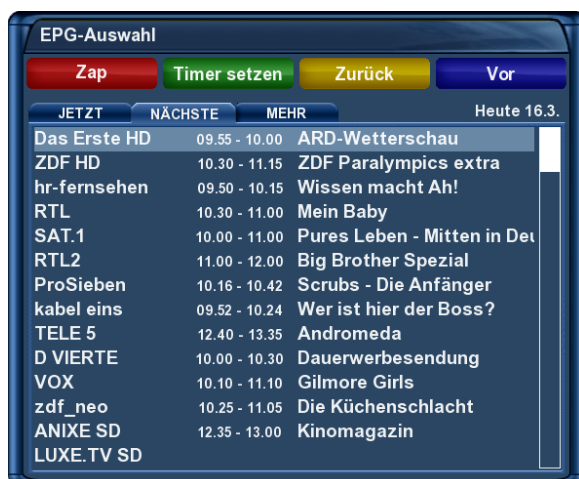 EPG-Auswahl
Zap Timer setzen Zurück Vor
JETZT NÄCHSTE MEHR Heute 16.3.
Das Erste HD 09.55 - 10.00 ARD-Wetterschau
ZDF HD 10.30 - 11.15 ZDF Paralympics extra
hr-fernsehen 09.50 - 10.15 Wissen macht Ah!
RTL 10.30 - 11.00 Mein Baby
SAT.1 10.00 - 11.00 Pures Leben - Mitten in Deu
RTL2 11.00 - 12.00 Big Brother Spezial
ProSieben 10.16 - 10.42 Scrubs - Die Anfänger
kabel eins 09.52 - 10.24 Wer ist hier der Boss?
TELE 5 12.40 - 13.35 Andromeda
D VIERTE 10.00 - 10.30 Dauerwerbesendung
VOX 10.10 - 11.10 Gilmore Girls
zdf_neo 10.25 - 11.05 Die Küchenschlacht
ANIXE SD 12.35 - 13.00 Kinomagazin
LUXE.TV SD